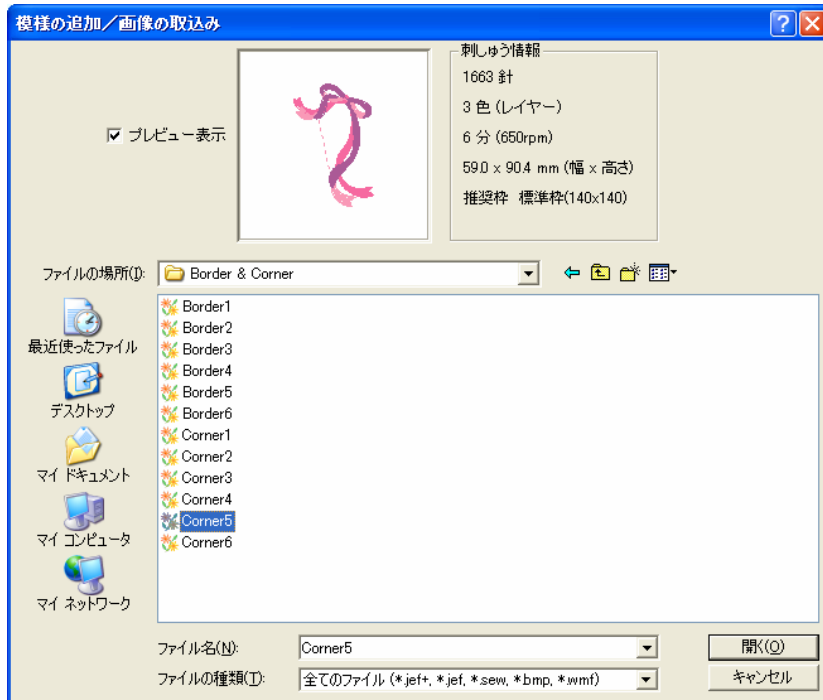 模様の追加／画像の取込み
プレビュー表示
刺しゅう情報
1663 針
3 色 (レイヤー)
6 分 (650rpm)
59.0 x 90.4 mm (幅 x 高さ)
推奨枠 標準枠(140x140)
ファイルの場所(I):
Border & Corner
最近使ったファイル
デスクトップ
マイ ドキュメント
マイ コンピュータ
マイ ネットワーク
Border1
Border2
Border3
Border4
Border5
Border6
Corner1
Corner2
Corner3
Corner4
Corner5
Corner6
ファイル名(N):
Corner5
開く(O)
ファイルの種類(T):
全てのファイル (*.jef+, *.jef, *.sew, *.bmp, *.wmf)
キャンセル